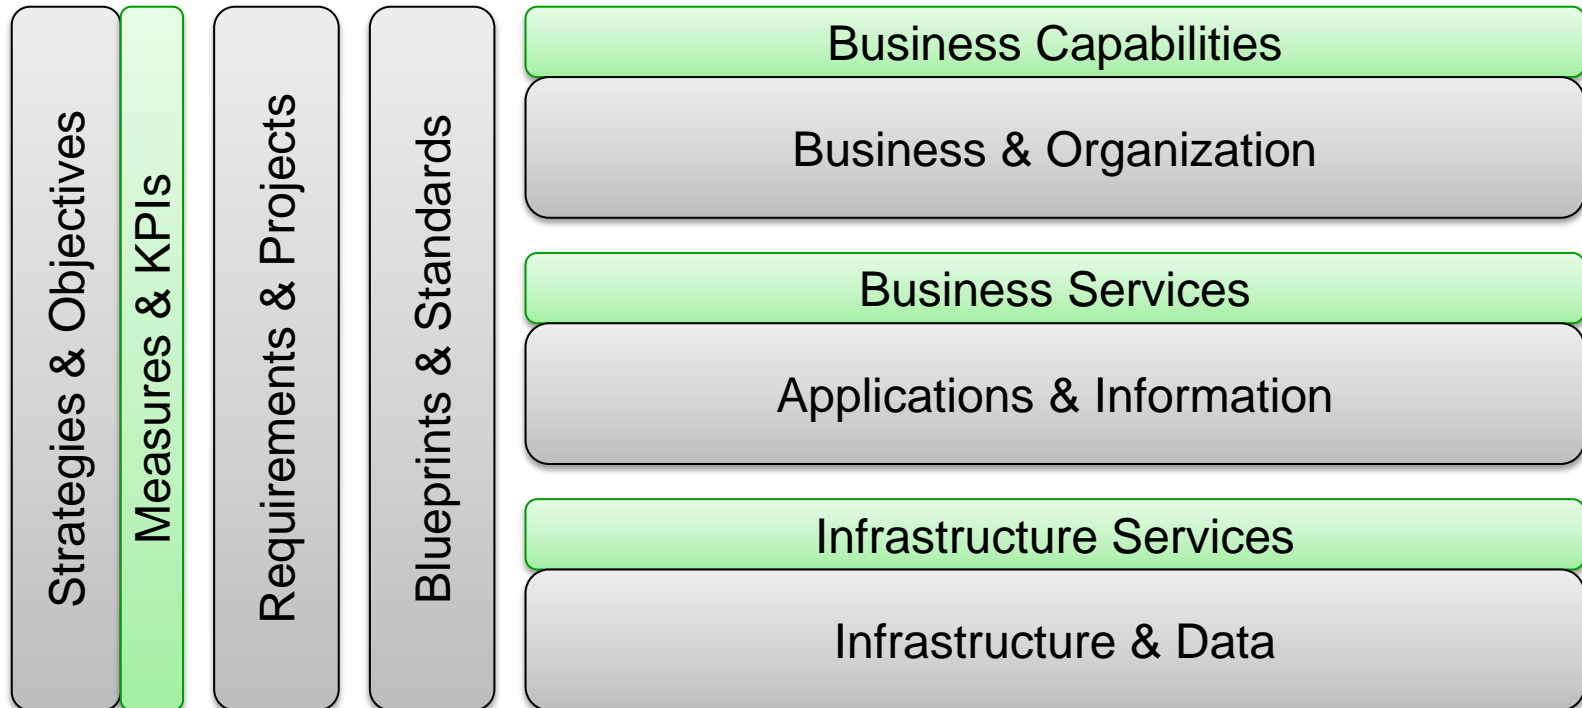 Strategies & Objectives
Measures & KPIs
Requirements & Projects
Blueprints & Standards
Business Capabilities
Business & Organization
Business Services
Applications & Information
Infrastructure Services
Infrastructure & Data